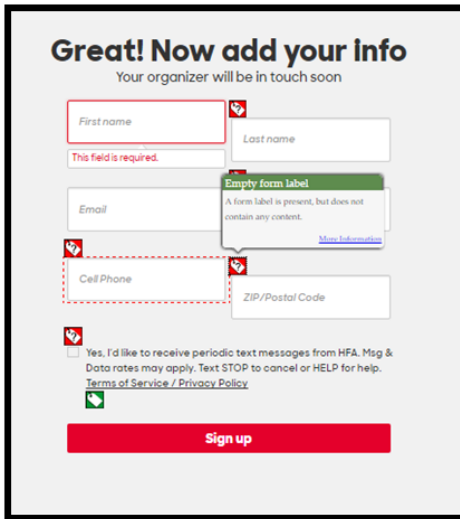 Great! Now add your info
Your organizer will be in touch soon
First name
This field is required.
Last name
Email
Empty form label
A form label is present, but does not
contain any content.
More Information
Cell Phone
ZIP/Postal Code
Yes, I'd like to receive periodic text messages from HFA. Msg &
Data rates may apply. Text STOP to cancel or HELP for help.
Terms of Service / Privacy Policy
Sign up